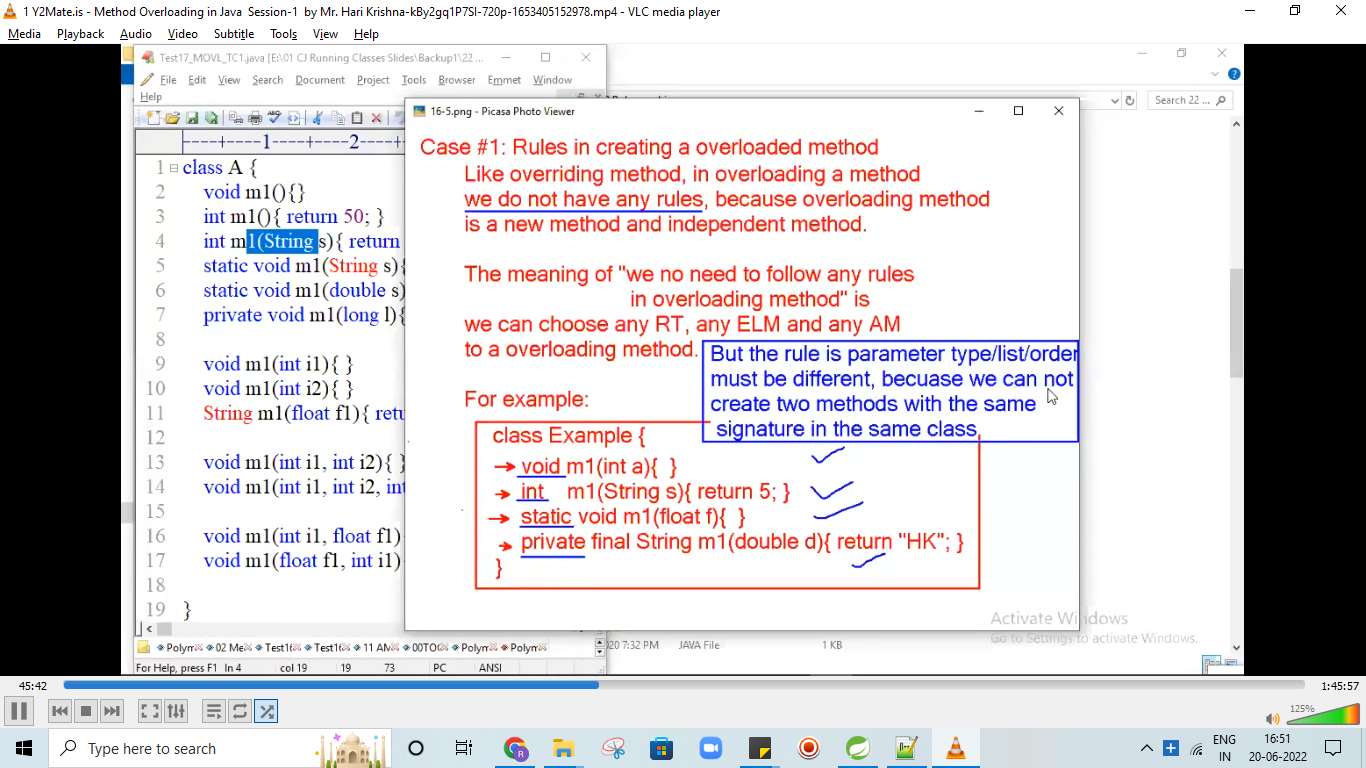 1 Y2Mate.is - Method Overloading in Java Session-1 by Mr. Hari Krishna-kBy2gq1P7SI-720p-1653405152978.mp4 - VLC media player
Media Playback Audio Video Subtitle Tools View Help
Test17_MOVL_TC1.java [E:\01 CJ Running Classes Slides\Backup1\22 ...
File Edit View Search Document Project Tools Browser Emmet Window
Help
Search 22 ...
----+----1----+----2----+
1 class A {
2 void m1(){}
3 int m1(){ return 50; }
4 int m1(String s){ return
5 static void m1(String s){
6 static void m1(double s)
7 private void m1(long l){
8
9 void m1(int i1){ }
10 void m1(int i2){ }
11 String m1(float f1){ retu
12
13 void m1(int i1, int i2){ }
14 void m1(int i1, int i2, int
15
16 void m1(int i1, float f1)
17 void m1(float f1, int i1)
18
19 }
16-5.png - Picasa Photo Viewer
Case #1: Rules in creating a overloaded method
Like overriding method, in overloading a method
we do not have any rules, because overloading method
is a new method and independent method.
The meaning of "we no need to follow any rules
in overloading method" is
we can choose any RT, any ELM and any AM
to a overloading method.
But the rule is parameter type/list/order
must be different, becuase we can not
create two methods with the same
signature in the same class
For example:
class Example {
void m1(int a){ }
int m1(String s){ return 5; }
static void m1(float f){ }
private final String m1(double d){ return "HK"; }
}
Activate Windows
Go to Settings to activate Windows.
020 7:32 PM JAVA File 1 KB
Polym 02 Me Test1 Test1 11 AM 00TO Polym Polym
For Help, press F1 ln 4 col 19 19 73 PC ANSI
45:42 1:45:57
125%
Type here to search
ENG
IN
16:51
20-06-2022